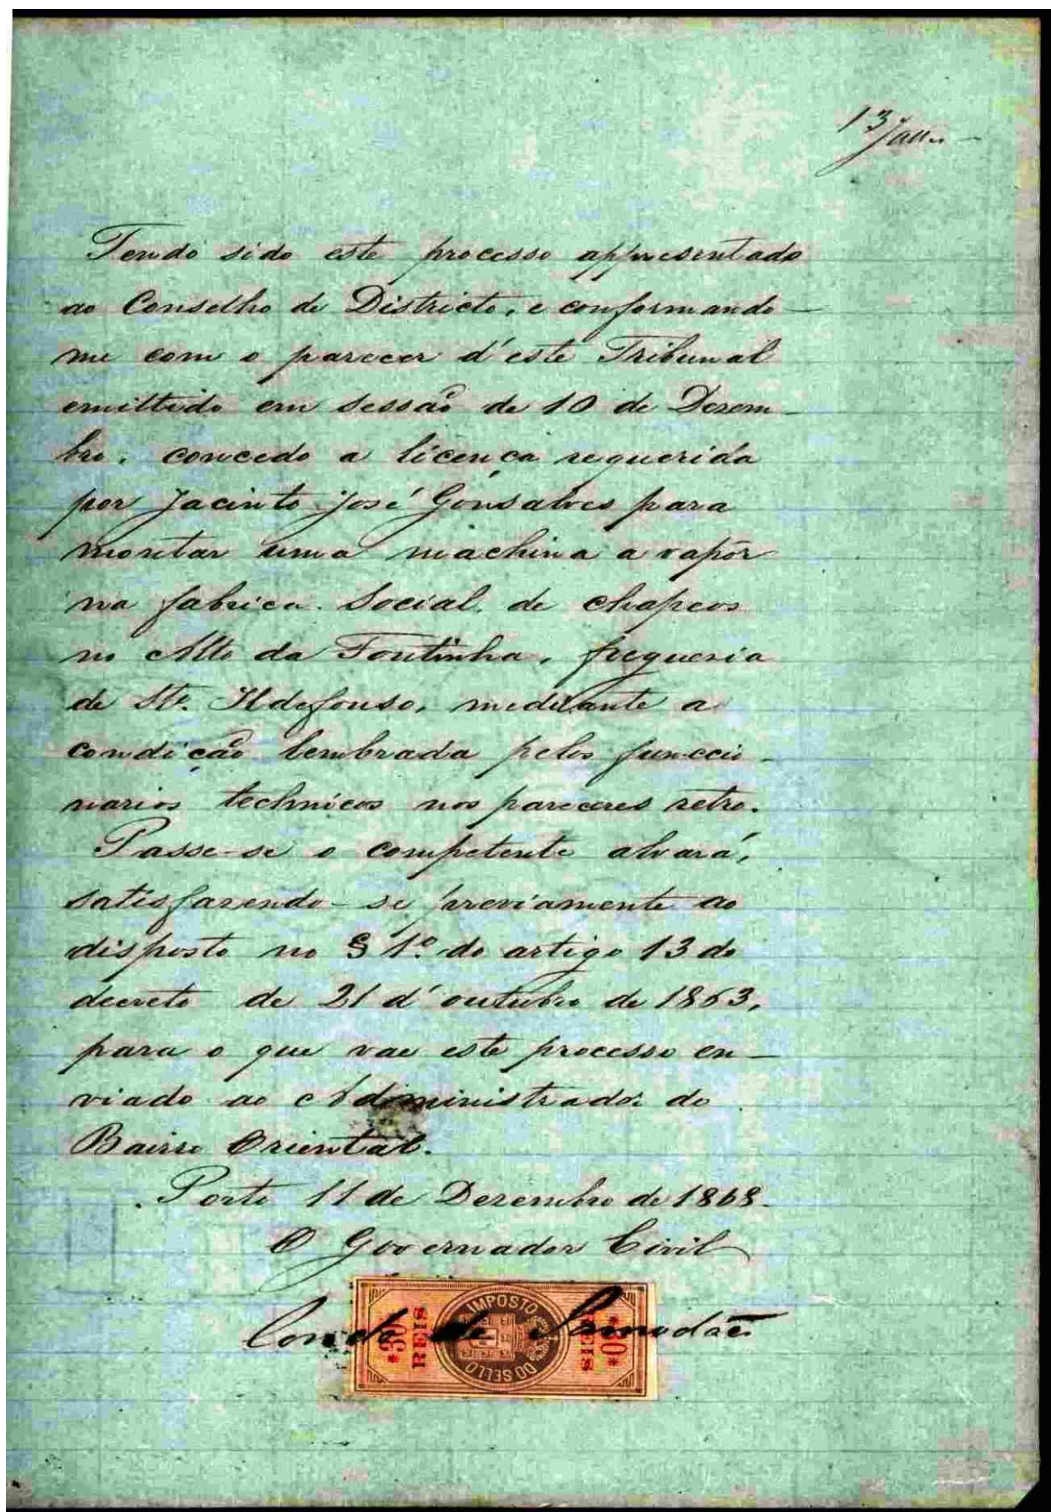 13 Jan.
Tendo sido este processo appresentado
ao Conselho de Districto, e conformando-
me com o parecer d'este Tribunal
emittido em sessão de 10 de Dezem-
bro, concedo a licença requerida
por Jacinto José Gonsalves para
montar uma machina a vapôr
na fabrica Social, de chapeos
no Alto da Fontinha, freguesia
de Sto. Ildefonso, mediante a
condição lembrada pelos funccio-
narios technicos nos pareceres retro.
Passe-se o competente alvará,
satisfazendo-se previamente ao
disposto no § 1º do artigo 13 do
decreto de 21 d'outubro de 1863,
para o que vae este processo en-
viado ao Administrador do
Bairro Oriental.
Porto 11 de Dezembro de 1868.
O Governador Civil
Conde de Samodães
*30* REIS IMPOSTO DO SELLO REIS *30*